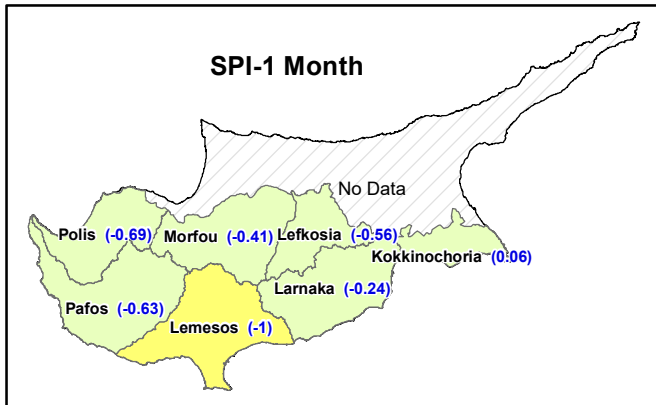 SPI-1 Month
No Data
Polis (-0.69)
Morfou (-0.41)
Lefkosia (-0.56)
Kokkinochoria (0.06)
Larnaka (-0.24)
Pafos (-0.63)
Lemesos (-1)